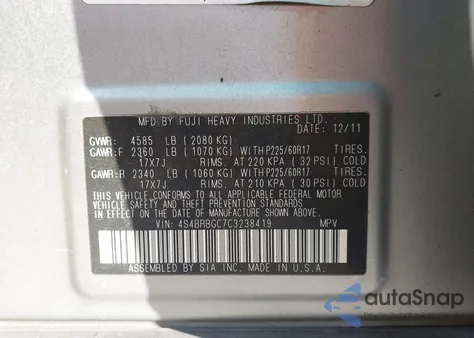 MFD BY FUJI HEAVY INDUSTRIES LTD.
DATE: 12/11
GVWR: 4585 LB (2080 KG)
GAWR:F 2360 LB (1070 KG) WITH P225/60R17 TIRES.
17X7J RIMS. AT 220 KPA (32 PSI) COLD
GAWR:R 2340 LB (1060 KG) WITH P225/60R17 TIRES.
17X7J RIMS. AT 210 KPA (30 PSI) COLD
THIS VEHICLE CONFORMS TO ALL APPLICABLE FEDERAL MOTOR
VEHICLE SAFETY STANDARDS IN EFFECT ON THE
DATE OF MANUFACTURE SHOWN ABOVE.
VIN: 4S4BRBGC7C3238419 MPV
ASSEMBLED BY SIA INC. MADE IN U.S.A.
autoSnap